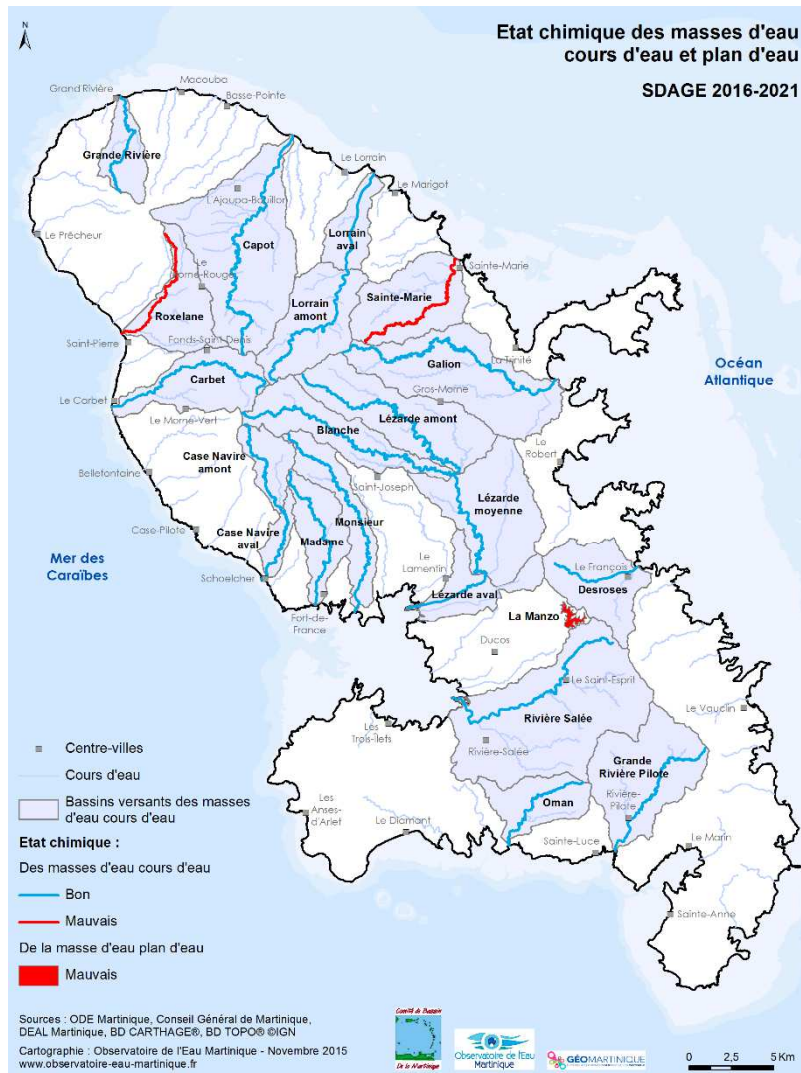 N
Etat chimique des masses d'eau
cours d'eau et plan d'eau
SDAGE 2016-2021
Grand Rivière
Macouba
Basse-Pointe
Grande Rivière
Le Lorrain
L'Ajoupa-Bouillon
Le Marigot
Le Prêcheur
Capot
Lorrain
aval
Le
Morne-Rouge
Sainte-Marie
Lorrain
amont
Sainte-Marie
Roxelane
Saint-Pierre
Fonds-Saint-Denis
La Trinité
Galion
Océan
Atlantique
Carbet
Gros-Morne
Le Carbet
Le Morne-Vert
Lézarde amont
Blanche
Le
Robert
Case Navire
amont
Bellefontaine
Saint-Joseph
Lézarde
moyenne
Case-Pilote
Case Navire
aval
Monsieur
Madame
Mer des
Caraïbes
Schoelcher
Le
Lamentin
Le François
Desroses
Lézarde aval
Fort-de-
France
La Manzo
Ducos
Le Saint-Esprit
Le Vauclin
Rivière Salée
Les
Trois-Îlets
Rivière-Salée
Grande
Rivière Pilote
Rivière-
Pilote
Oman
Les
Anses-
d'Arlet
Le Diamant
Sainte-Luce
Le Marin
Sainte-Anne
Centre-villes
Cours d'eau
Bassins versants des masses
d'eau cours d'eau
Etat chimique :
Des masses d'eau cours d'eau
Bon
Mauvais
De la masse d'eau plan d'eau
Mauvais
Sources : ODE Martinique, Conseil Général de Martinique,
DEAL Martinique, BD CARTHAGE®, BD TOPO® ©IGN
Cartographie : Observatoire de l'Eau Martinique - Novembre 2015
www.observatoire-eau-martinique.fr
Comité de Bassin
De la Martinique
Observatoire de l'Eau
Martinique
GÉOMARTINIQUE
0 2,5 5 Km